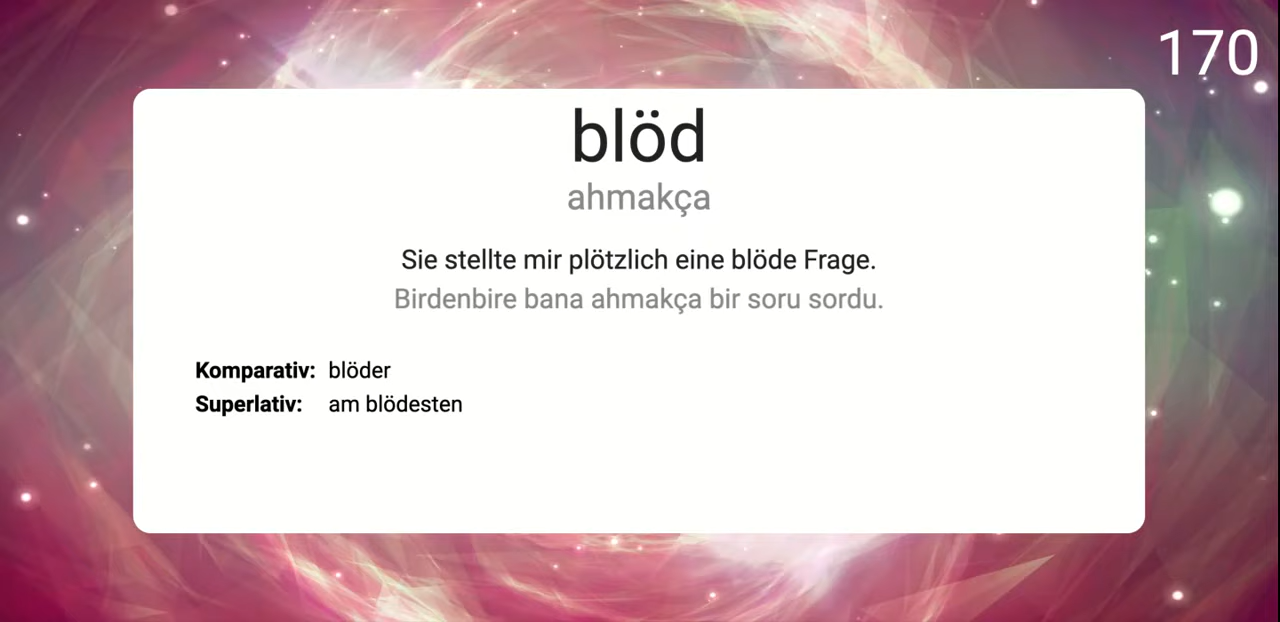 170
blöd
ahmakça
Sie stellte mir plötzlich eine blöde Frage.
Birdenbire bana ahmakça bir soru sordu.
Komparativ: blöder
Superlativ: am blödesten